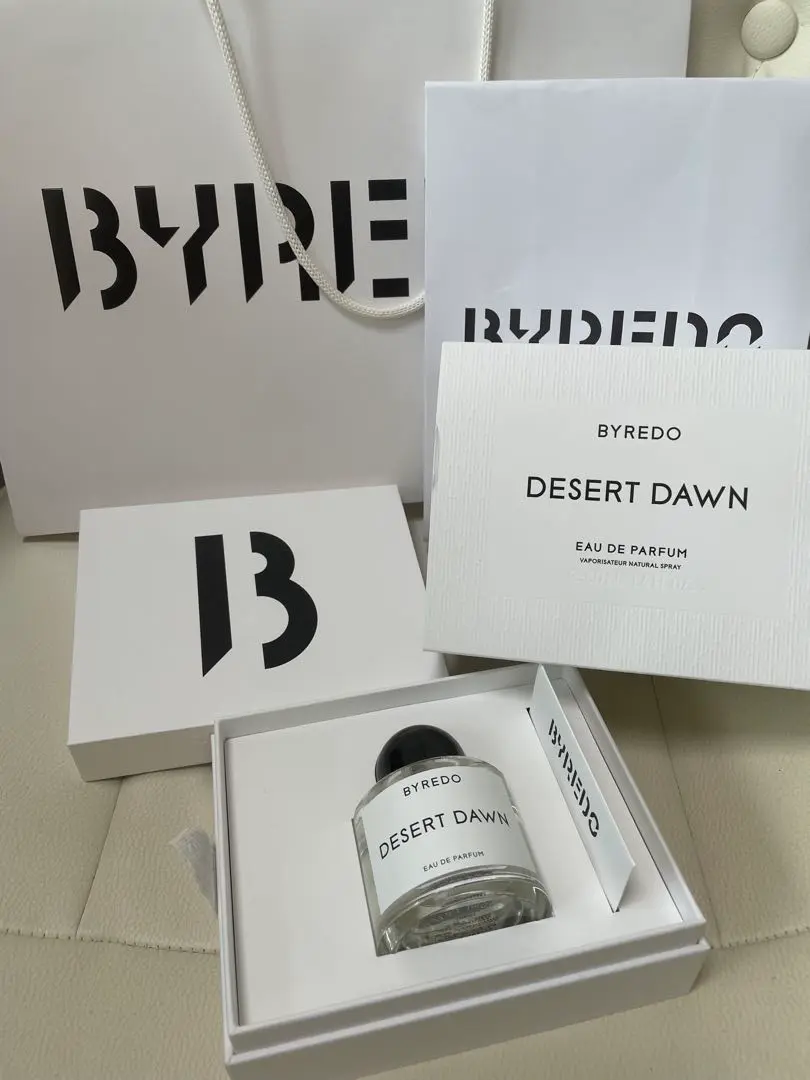 BYRE
BYREDO
BYREDO
DESERT DAWN
EAU DE PARFUM
VAPORISATEUR NATURAL SPRAY
B
BYREDO
DESERT DAWN
EAU DE PARFUM
BYREDO